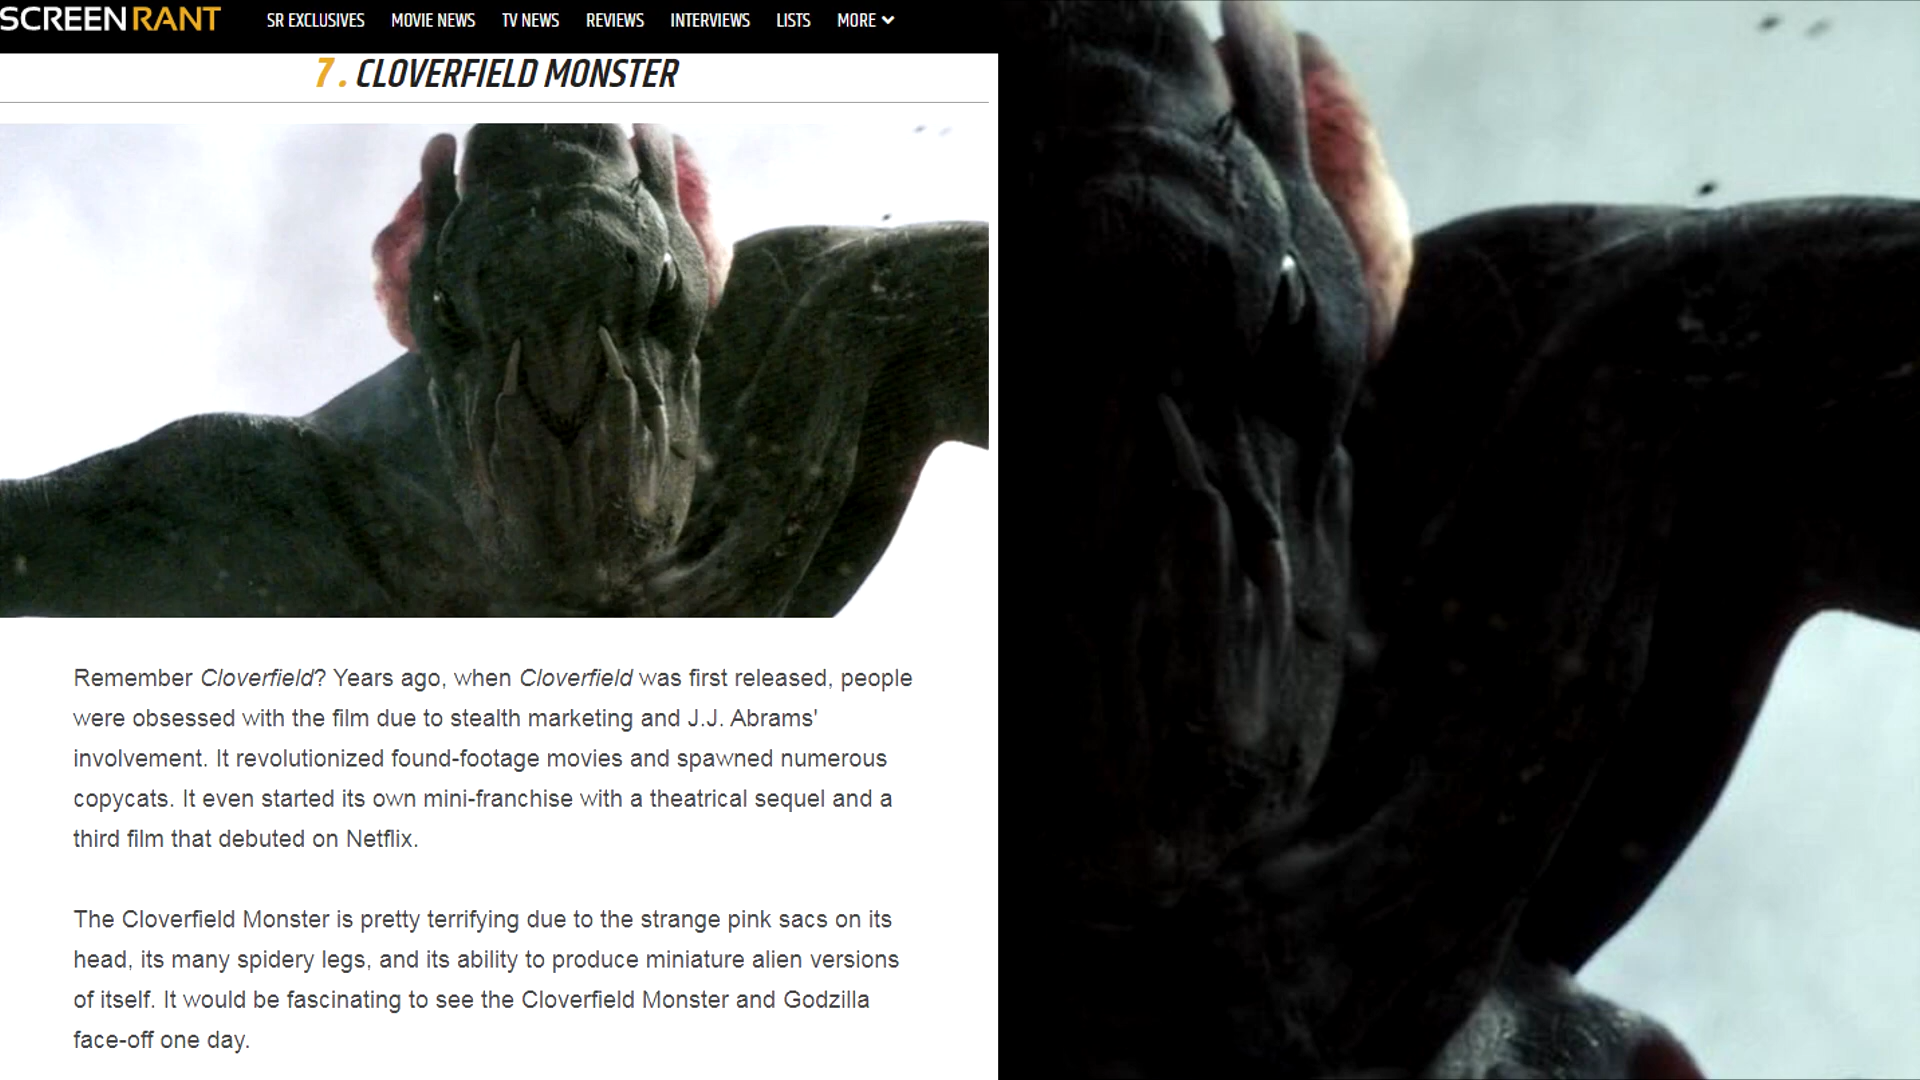 SCREENRANT SR EXCLUSIVES MOVIE NEWS TV NEWS REVIEWS INTERVIEWS LISTS MORE
7. CLOVERFIELD MONSTER
Remember Cloverfield? Years ago, when Cloverfield was first released, people
were obsessed with the film due to stealth marketing and J.J. Abrams'
involvement. It revolutionized found-footage movies and spawned numerous
copycats. It even started its own mini-franchise with a theatrical sequel and a
third film that debuted on Netflix.
The Cloverfield Monster is pretty terrifying due to the strange pink sacs on its
head, its many spidery legs, and its ability to produce miniature alien versions
of itself. It would be fascinating to see the Cloverfield Monster and Godzilla
face-off one day.